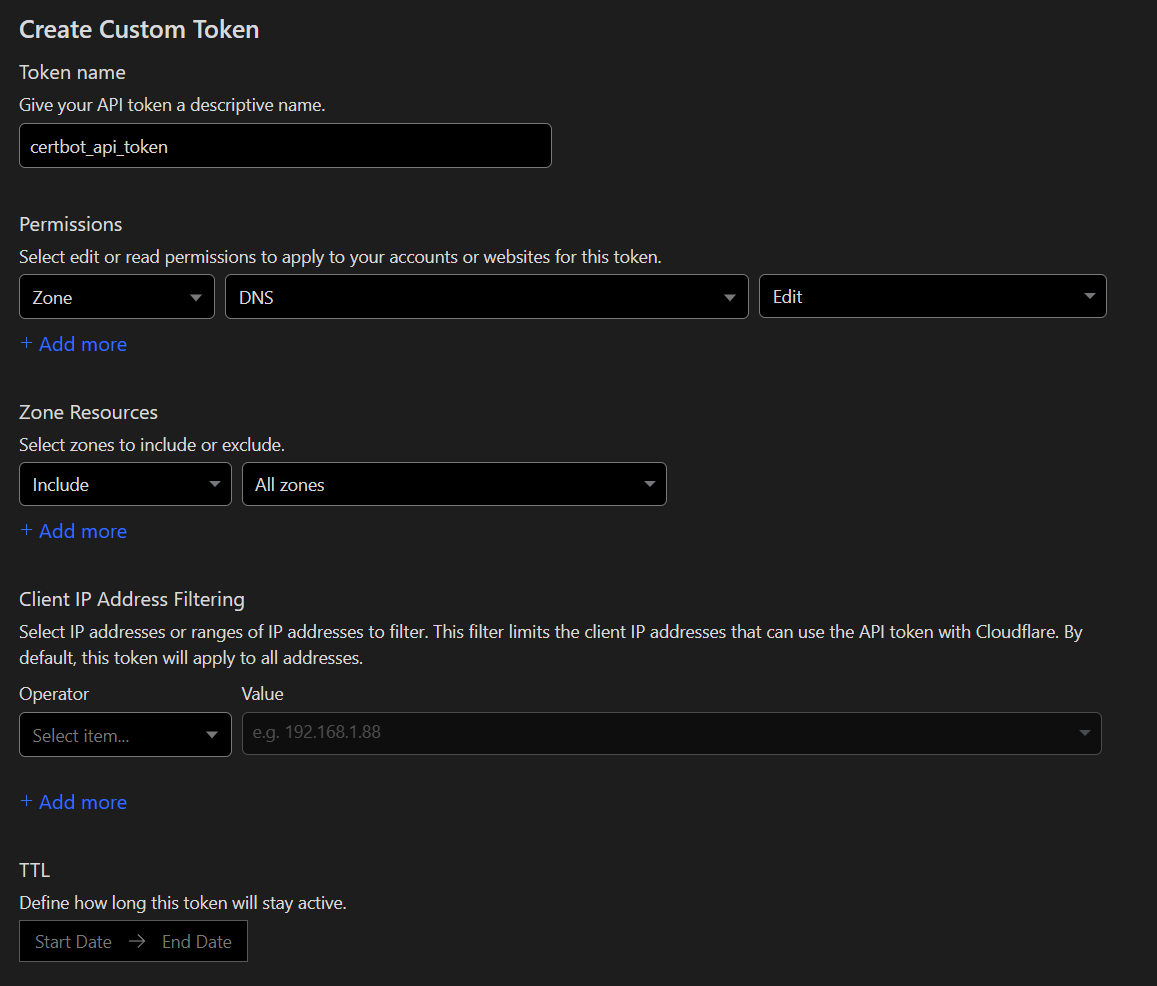 Create Custom Token
Token name
Give your API token a descriptive name.
certbot_api_token
Permissions
Select edit or read permissions to apply to your accounts or websites for this token.
Zone DNS Edit
+ Add more
Zone Resources
Select zones to include or exclude.
Include All zones
+ Add more
Client IP Address Filtering
Select IP addresses or ranges of IP addresses to filter. This filter limits the client IP addresses that can use the API token with Cloudflare. By
default, this token will apply to all addresses.
Operator Value
Select item... e.g. 192.168.1.88
+ Add more
TTL
Define how long this token will stay active.
Start Date → End Date